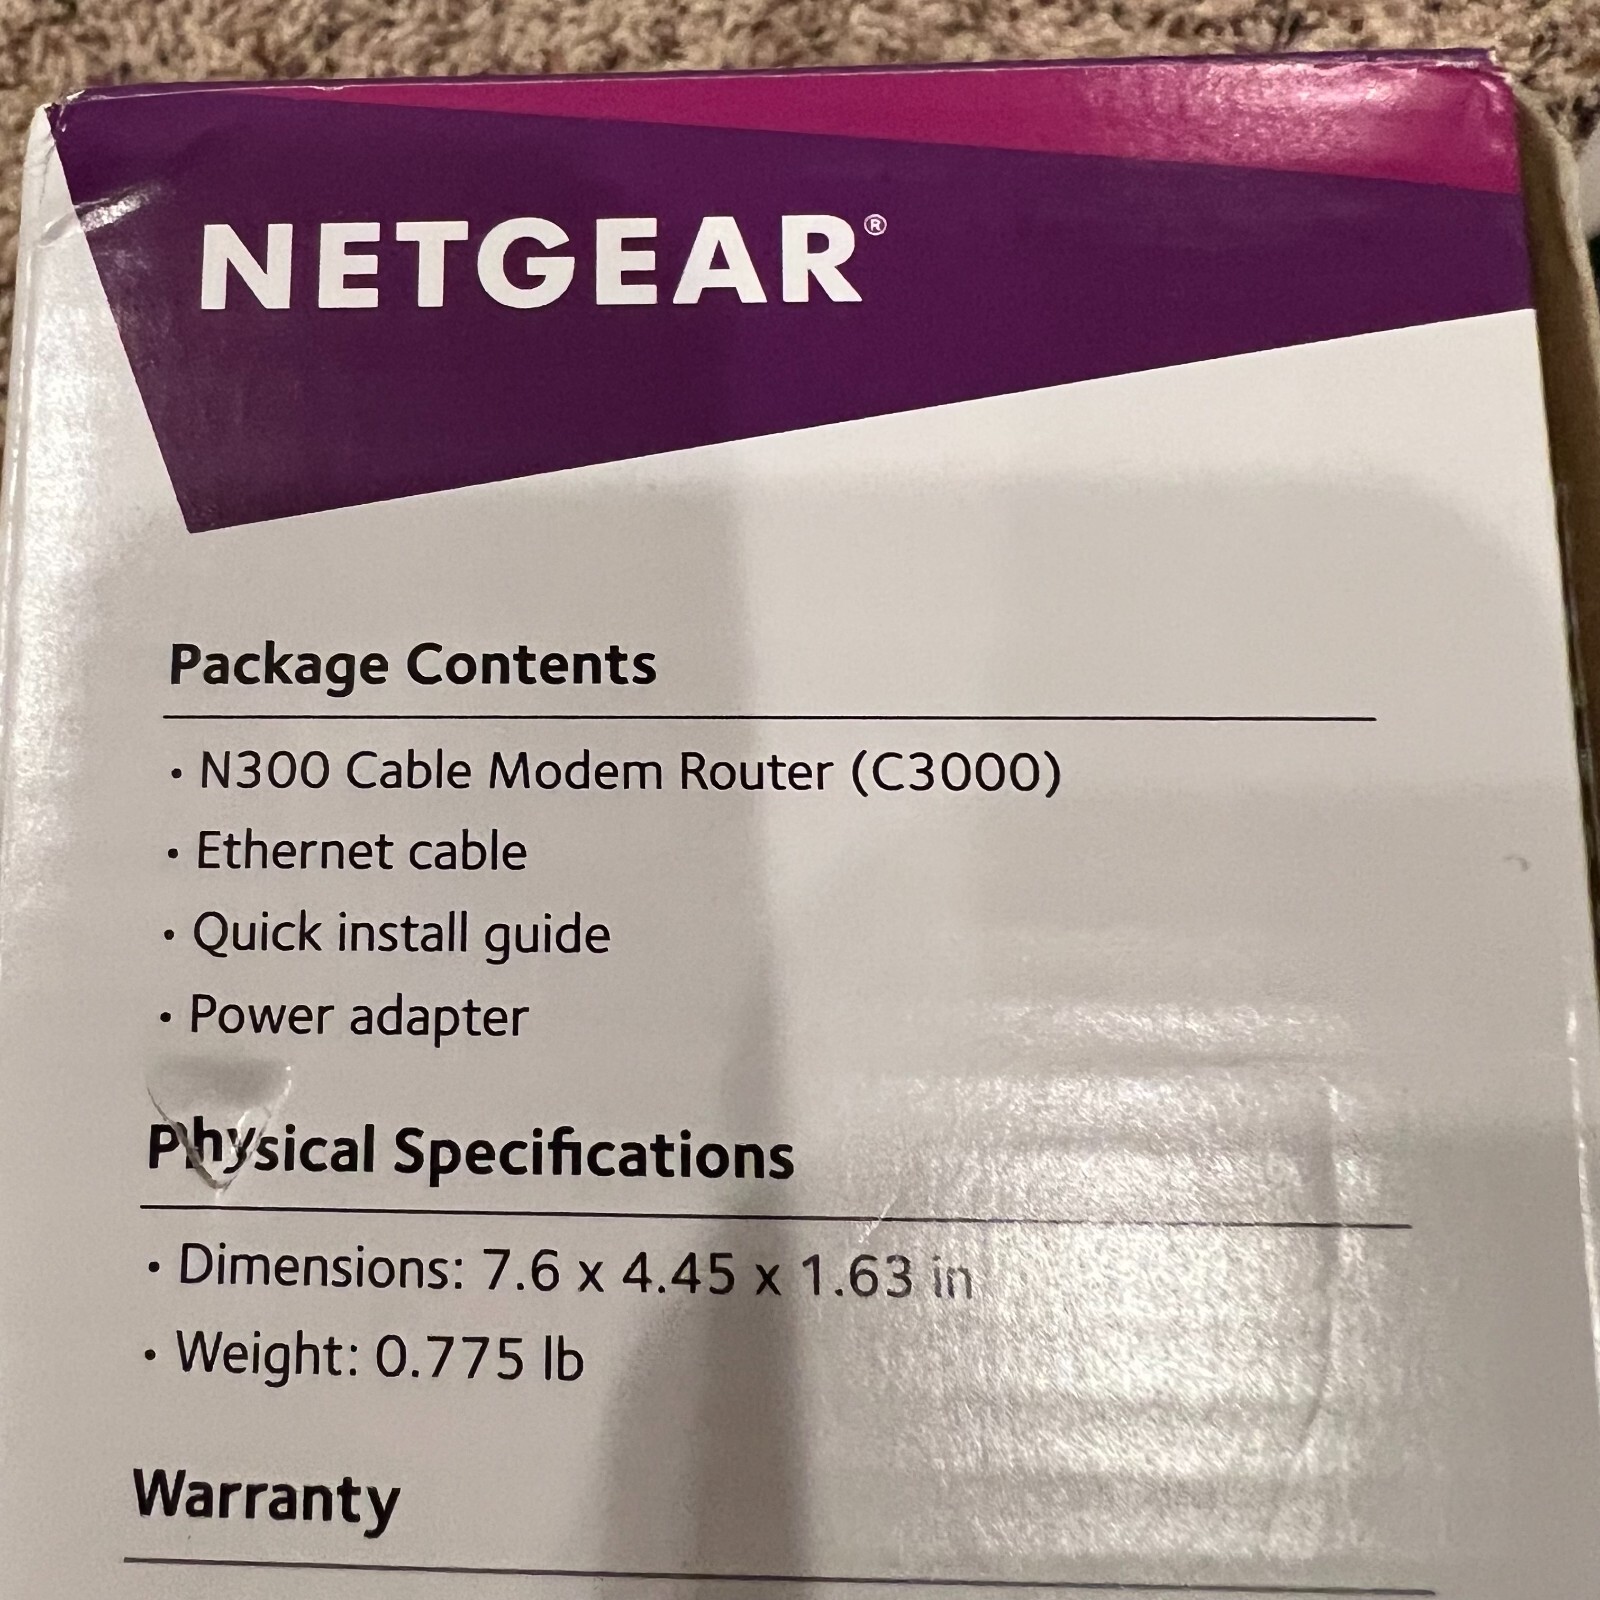 NETGEAR®
Package Contents
• N300 Cable Modem Router (C3000)
• Ethernet cable
• Quick install guide
• Power adapter
Physical Specifications
• Dimensions: 7.6 x 4.45 x 1.63 in
• Weight: 0.775 lb
Warranty